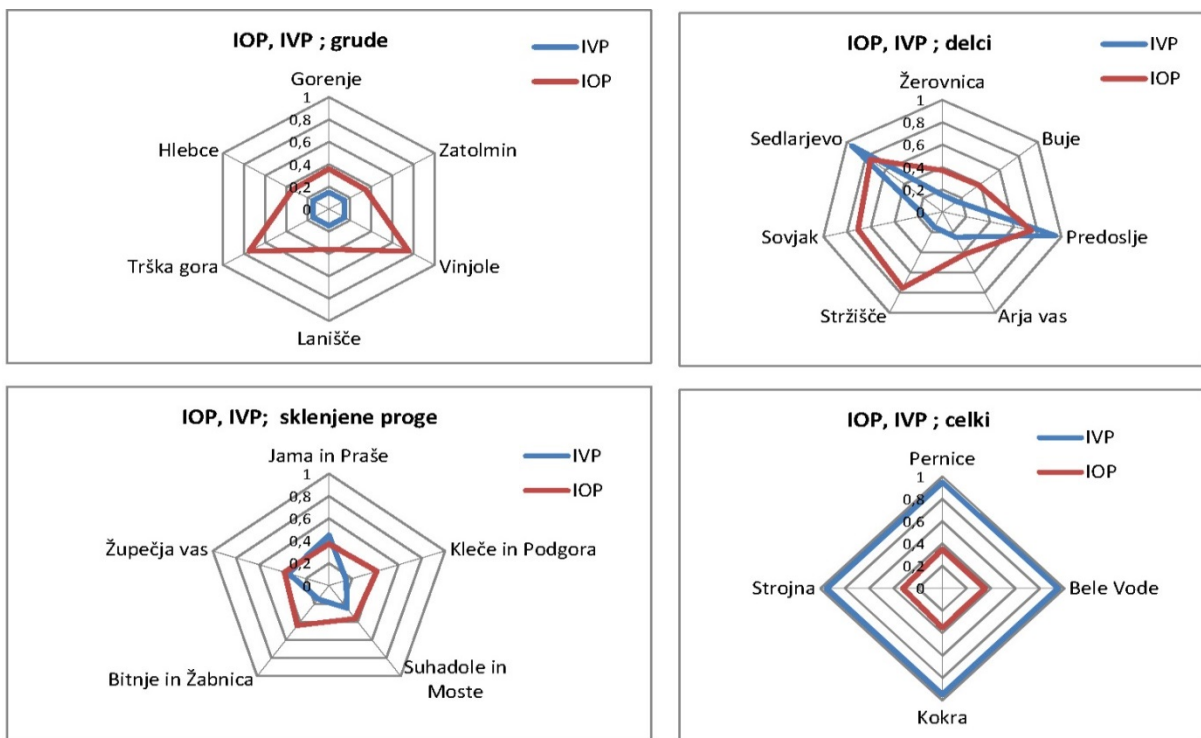 IOP, IVP ; grude
IVP
IOP
Gorenje
Zatolmin
Vinjole
Lanišče
Trška gora
Hlebce
1
0,8
0,6
0,4
0,2
0
IOP, IVP ; delci
IVP
IOP
Žerovnica
Buje
Predoslje
Arja vas
Stržišče
Sovjak
Sedlarjevo
1
0,8
0,6
0,4
0,2
0
IOP, IVP; sklenjene proge
IVP
IOP
Jama in Praše
Kleče in Podgora
Suhadole in
Moste
Bitnje in Žabnica
Župečja vas
1
0,8
0,6
0,4
0,2
0
IOP, IVP ; celki
IVP
IOP
Pernice
Bele Vode
Kokra
Strojna
1
0,8
0,6
0,4
0,2
0